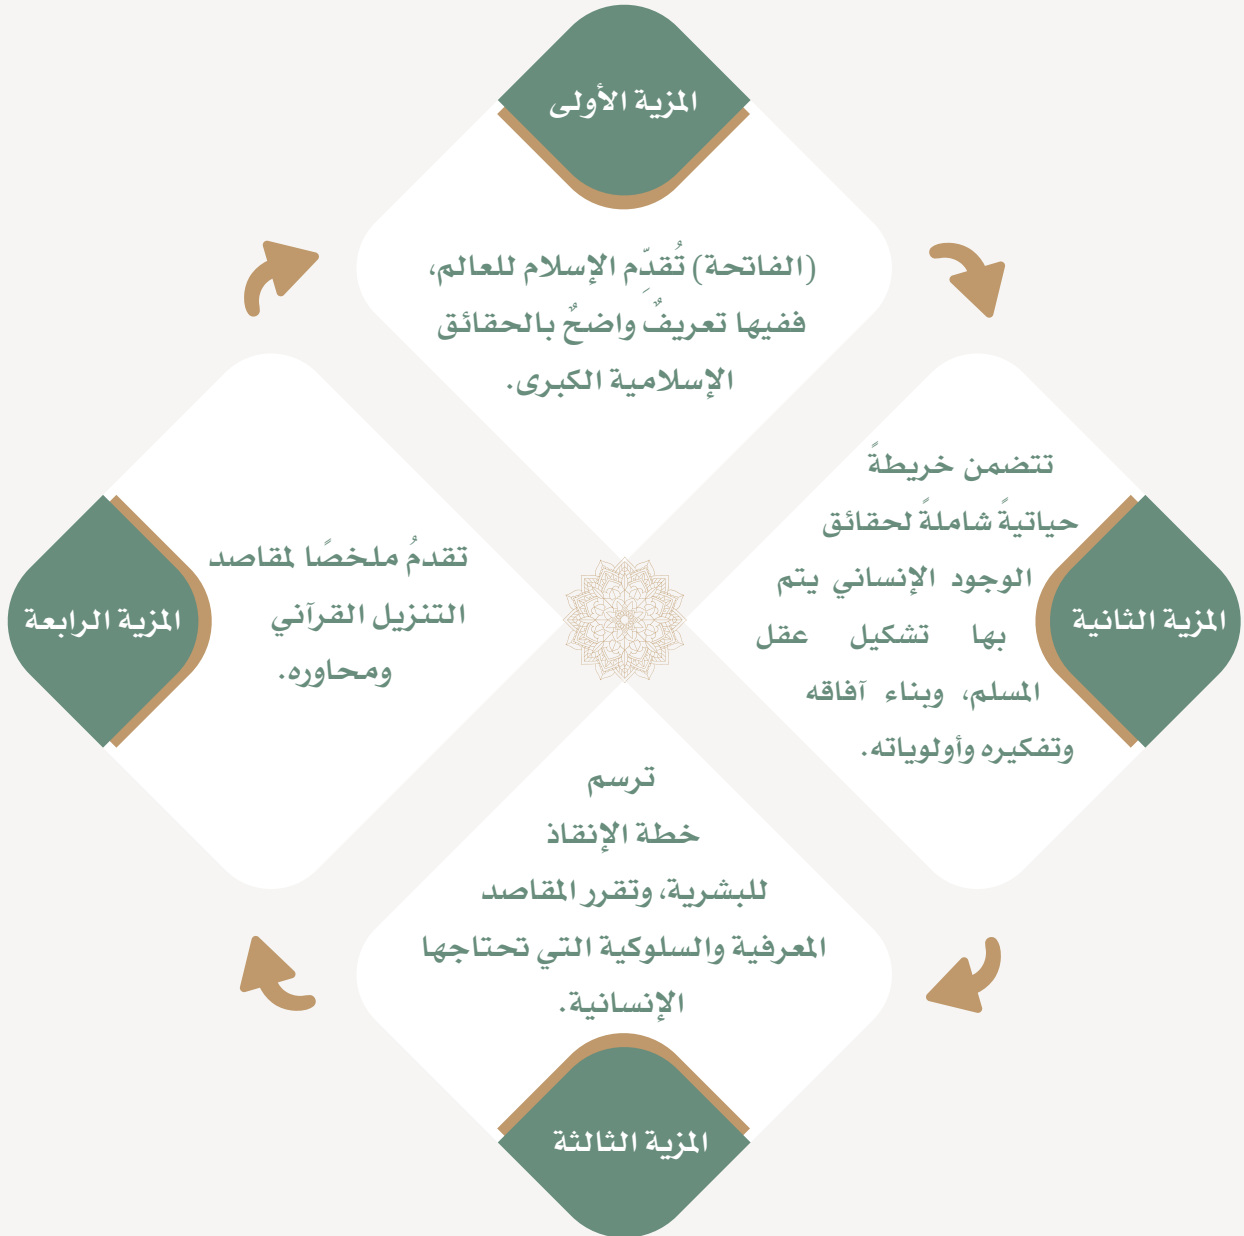 المزية الأولى
(الفاتحة) تُقدِّم الإسلام للعالم،
ففيها تعريفٌ واضحٌ بالحقائق
الإسلامية الكبرى.
المزية الثانية
تتضمن خريطةً
حياتيةً شاملةً لحقائق
الوجود الإنساني يتم
بها تشكيل عقل
المسلم، وبناء آفاقه
وتفكيره وأولوياته.
المزية الثالثة
ترسم
خطة الإنقاذ
للبشرية، وتقرر المقاصد
المعرفية والسلوكية التي تحتاجها
الإنسانية.
المزية الرابعة
تقدمُ ملخصًا لمقاصد
التنزيل القرآني
ومحاوره.